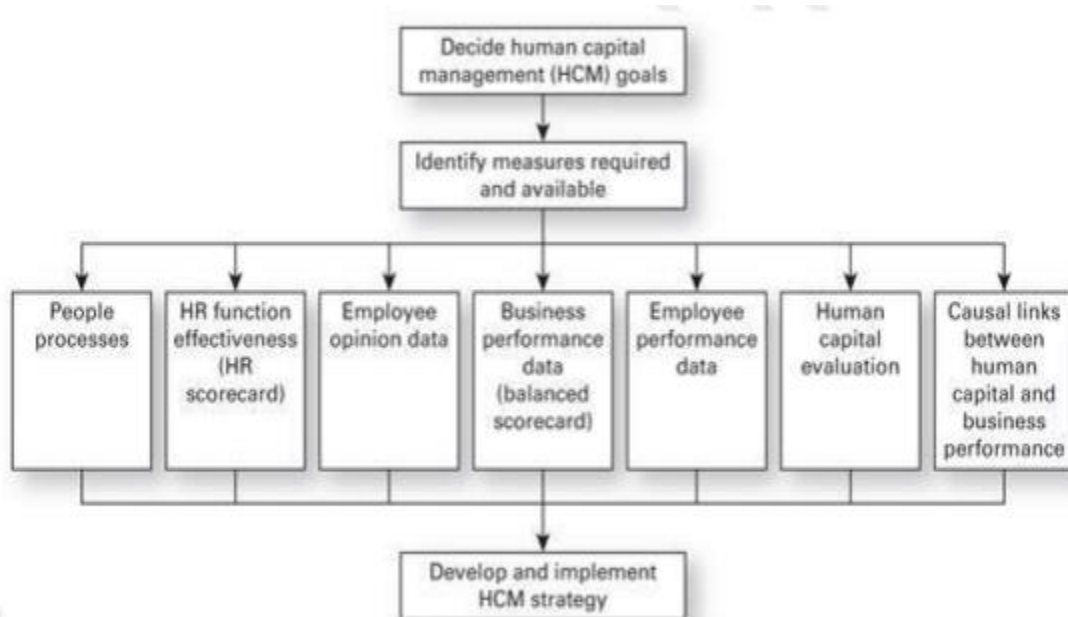 Decide human capital
management (HCM) goals
Identify measures required
and available
People
processes
HR function
effectiveness
(HR
scorecard)
Employee
opinion data
Business
performance
data
(balanced
scorecard)
Employee
performance
data
Human
capital
evaluation
Causal links
between
human
capital and
business
performance
Develop and implement
HCM strategy